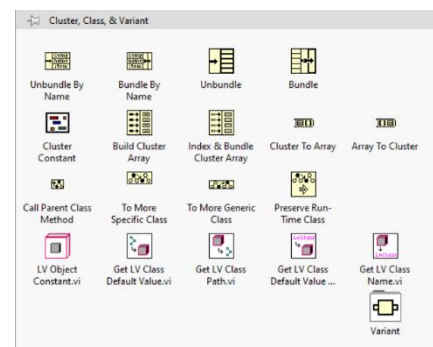 Cluster, Class, & Variant
Unbundle By Name
Bundle By Name
Unbundle
Bundle
Cluster Constant
Build Cluster Array
Index & Bundle Cluster Array
Cluster To Array
Array To Cluster
Call Parent Class Method
To More Specific Class
To More Generic Class
Preserve Run-Time Class
LV Object Constant.vi
Get LV Class Default Value.vi
Get LV Class Path.vi
Get LV Class Default Value ...
Get LV Class Name.vi
Variant